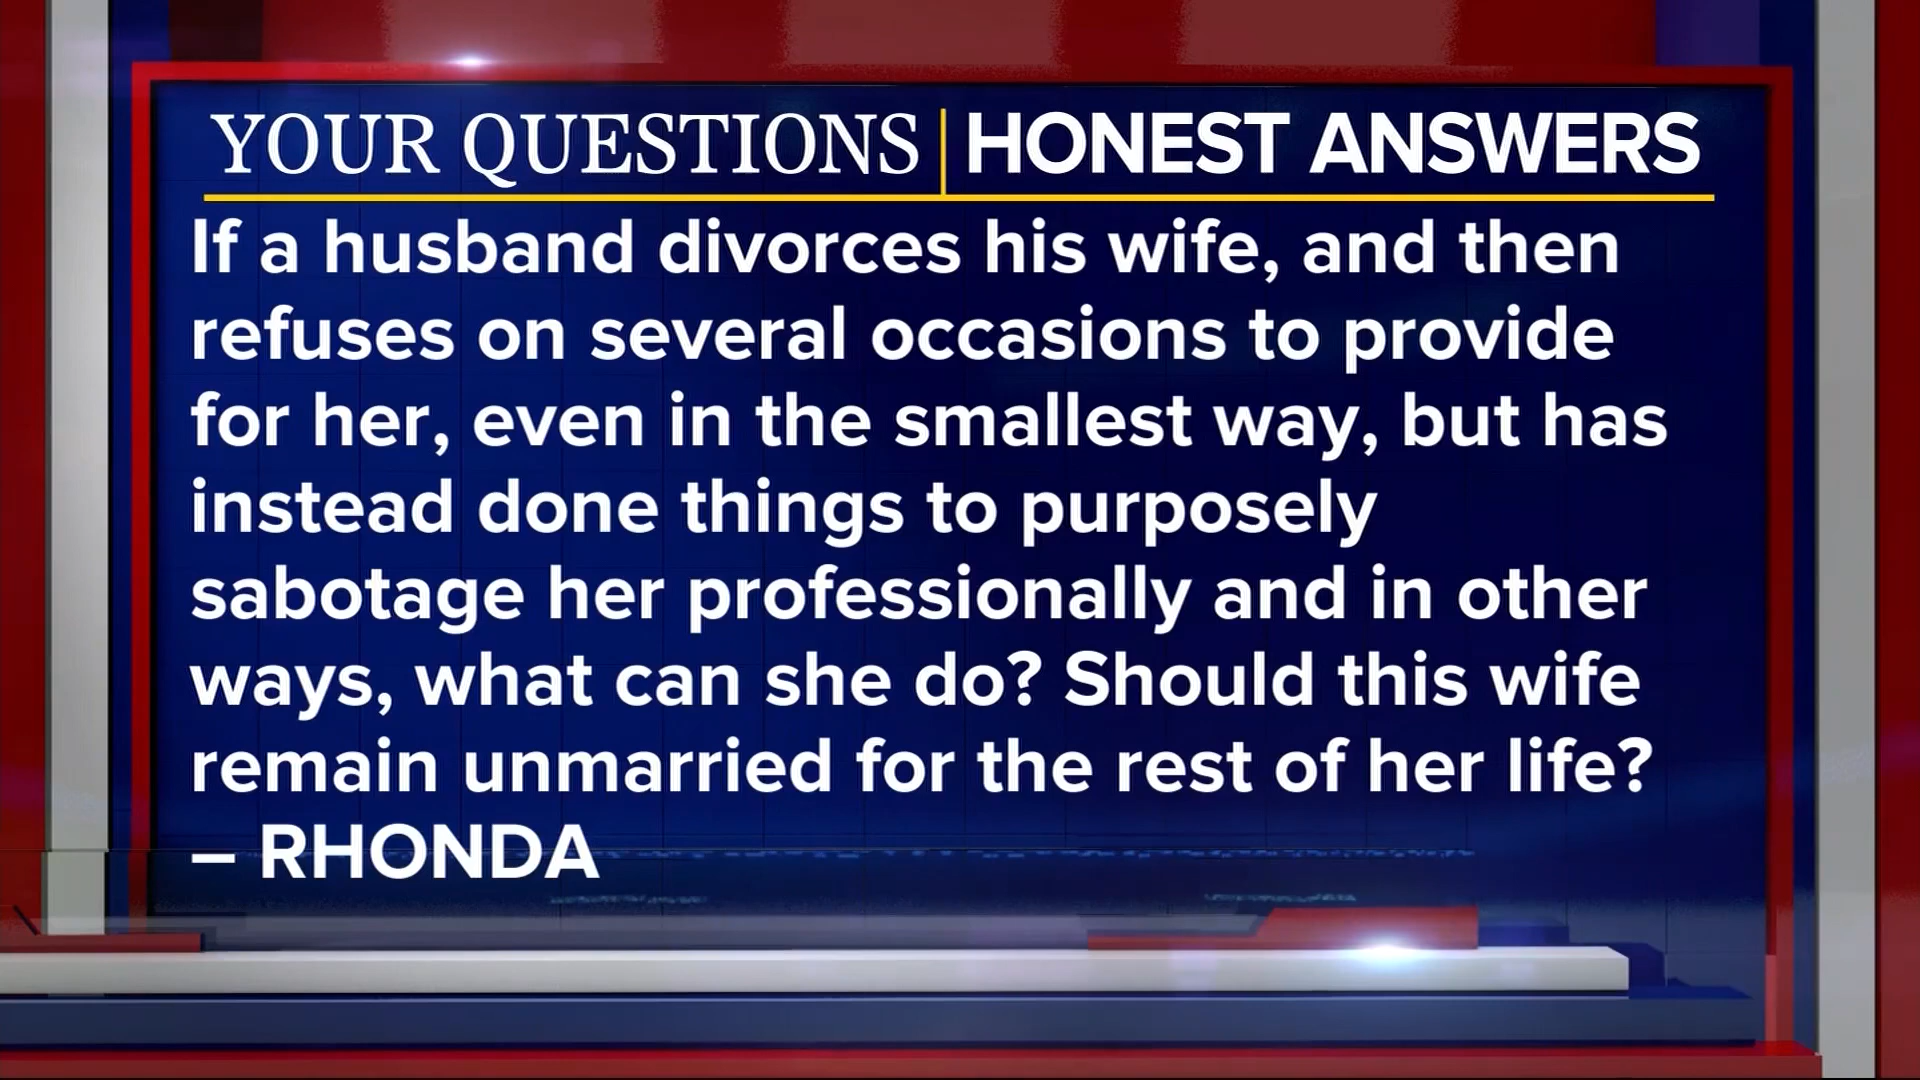 YOUR QUESTIONS HONEST ANSWERS
If a husband divorces his wife, and then
refuses on several occasions to provide
for her, even in the smallest way, but has
instead done things to purposely
sabotage her professionally and in other
ways, what can she do? Should this wife
remain unmarried for the rest of her life?
– RHONDA